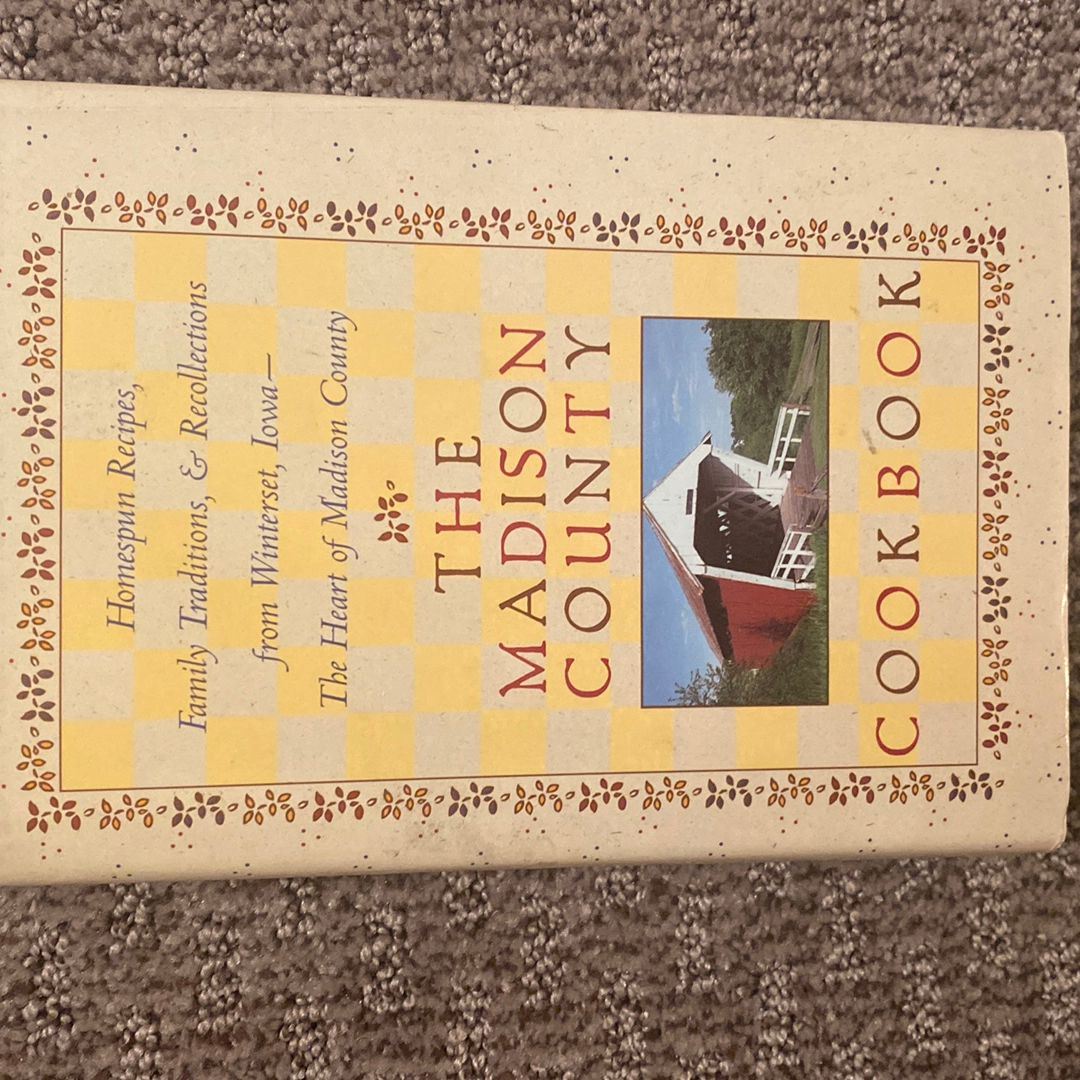 Homespun Recipes,
Family Traditions, & Recollections
from Winterset, Iowa—
The Heart of Madison County
THE
MADISON
COUNTY
COOKBOOK